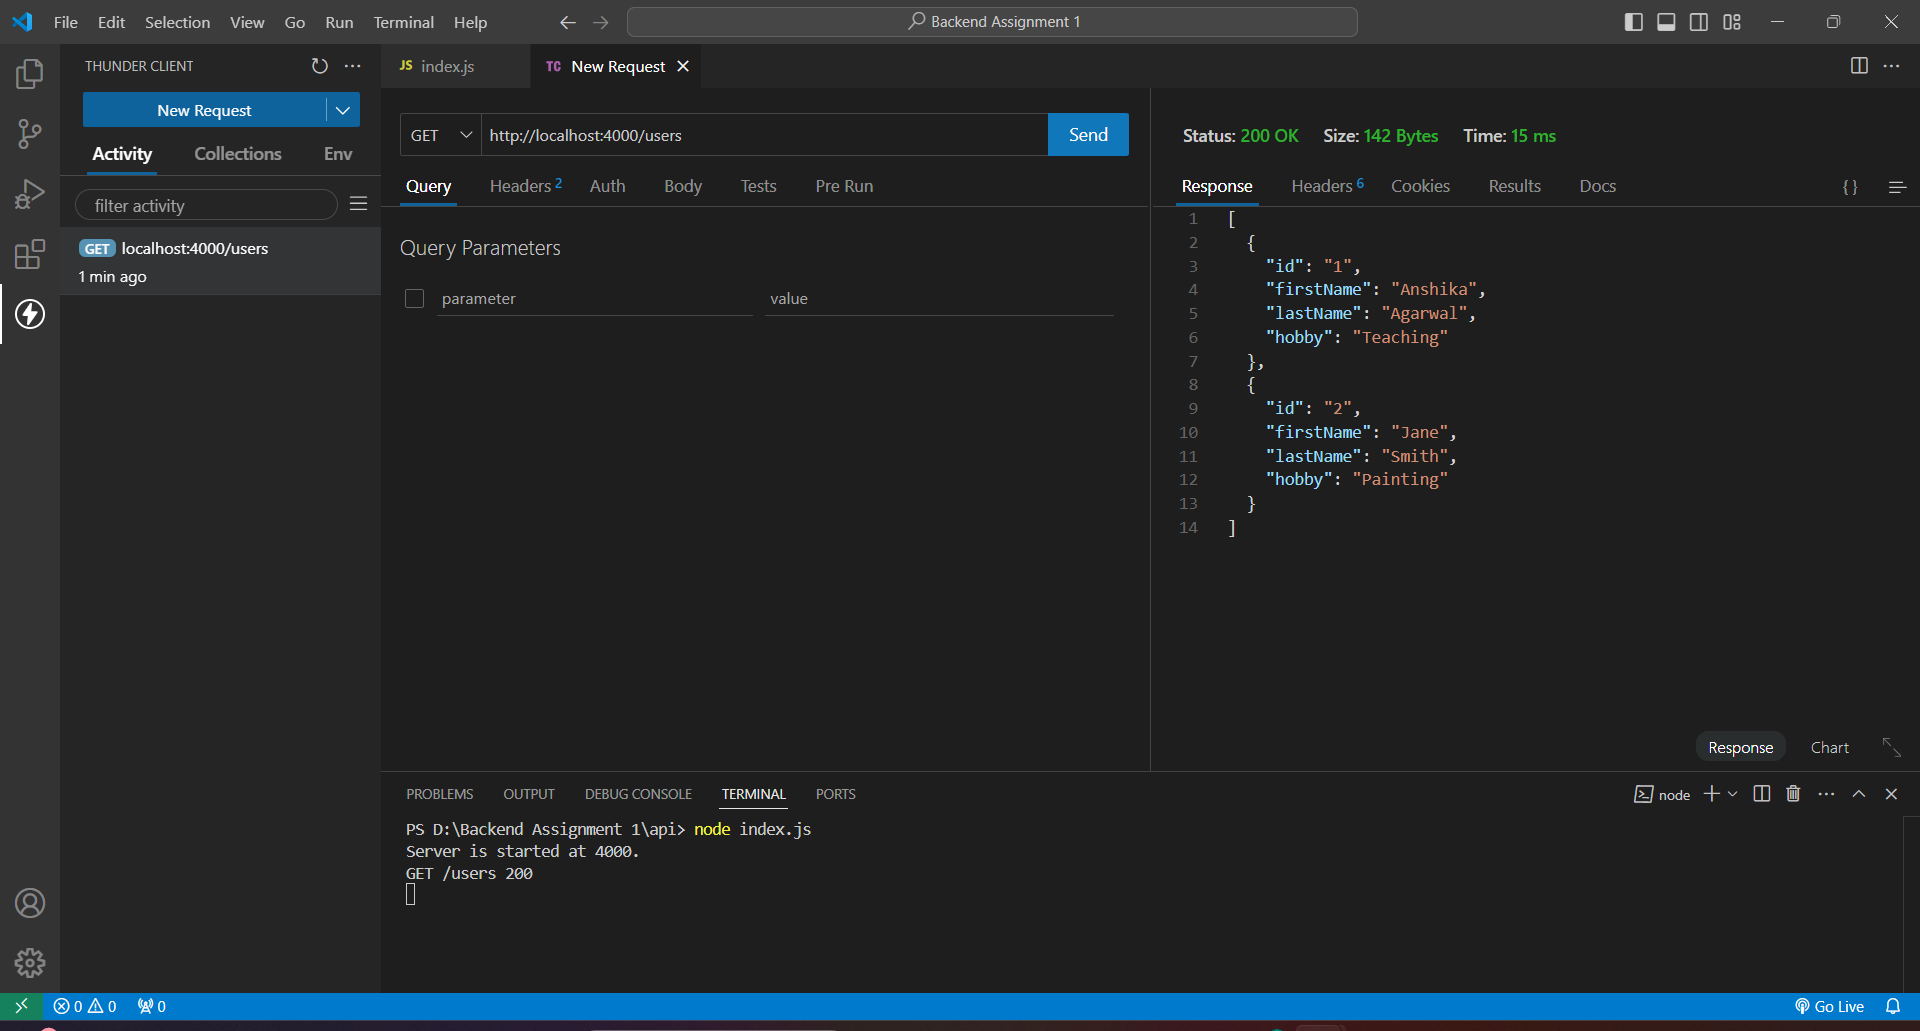 File Edit Selection View Go Run Terminal Help
Backend Assignment 1
THUNDER CLIENT
New Request
Activity Collections Env
filter activity
GET localhost:4000/users
1 min ago
JS index.js
TC New Request
GET http://localhost:4000/users Send
Query Headers 2 Auth Body Tests Pre Run
Query Parameters
parameter value
Status: 200 OK Size: 142 Bytes Time: 15 ms
Response Headers 6 Cookies Results Docs {}
1 [
2 {
3 "id": "1",
4 "firstName": "Anshika",
5 "lastName": "Agarwal",
6 "hobby": "Teaching"
7 },
8 {
9 "id": "2",
10 "firstName": "Jane",
11 "lastName": "Smith",
12 "hobby": "Painting"
13 }
14 ]
Response Chart
PROBLEMS OUTPUT DEBUG CONSOLE TERMINAL PORTS
node
PS D:\Backend Assignment 1\api> node index.js
Server is started at 4000.
GET /users 200
0 0 0
Go Live